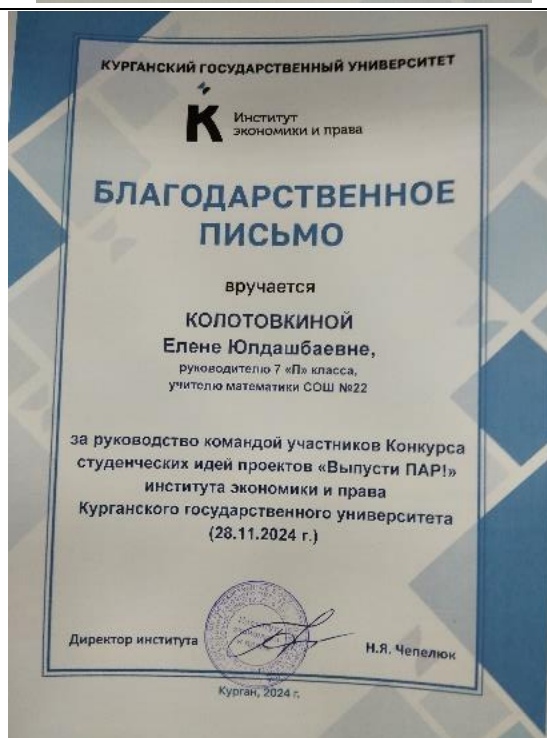 КУРГАНСКИЙ ГОСУДАРСТВЕННЫЙ УНИВЕРСИТЕТ
К
Институт
экономики и права
БЛАГОДАРСТВЕННОЕ
ПИСЬМО
вручается
КОЛОТОВКИНОЙ
Елене Юлдашбаевне,
руководителю 7 «П» класса,
учителю математики СОШ №22
за руководство командой участников Конкурса
студенческих идей проектов «Выпусти ПАР!»
института экономики и права
Курганского государственного университета
(28.11.2024 г.)
Директор института
Н.Я. Чепелюк
Курган, 2024 г.